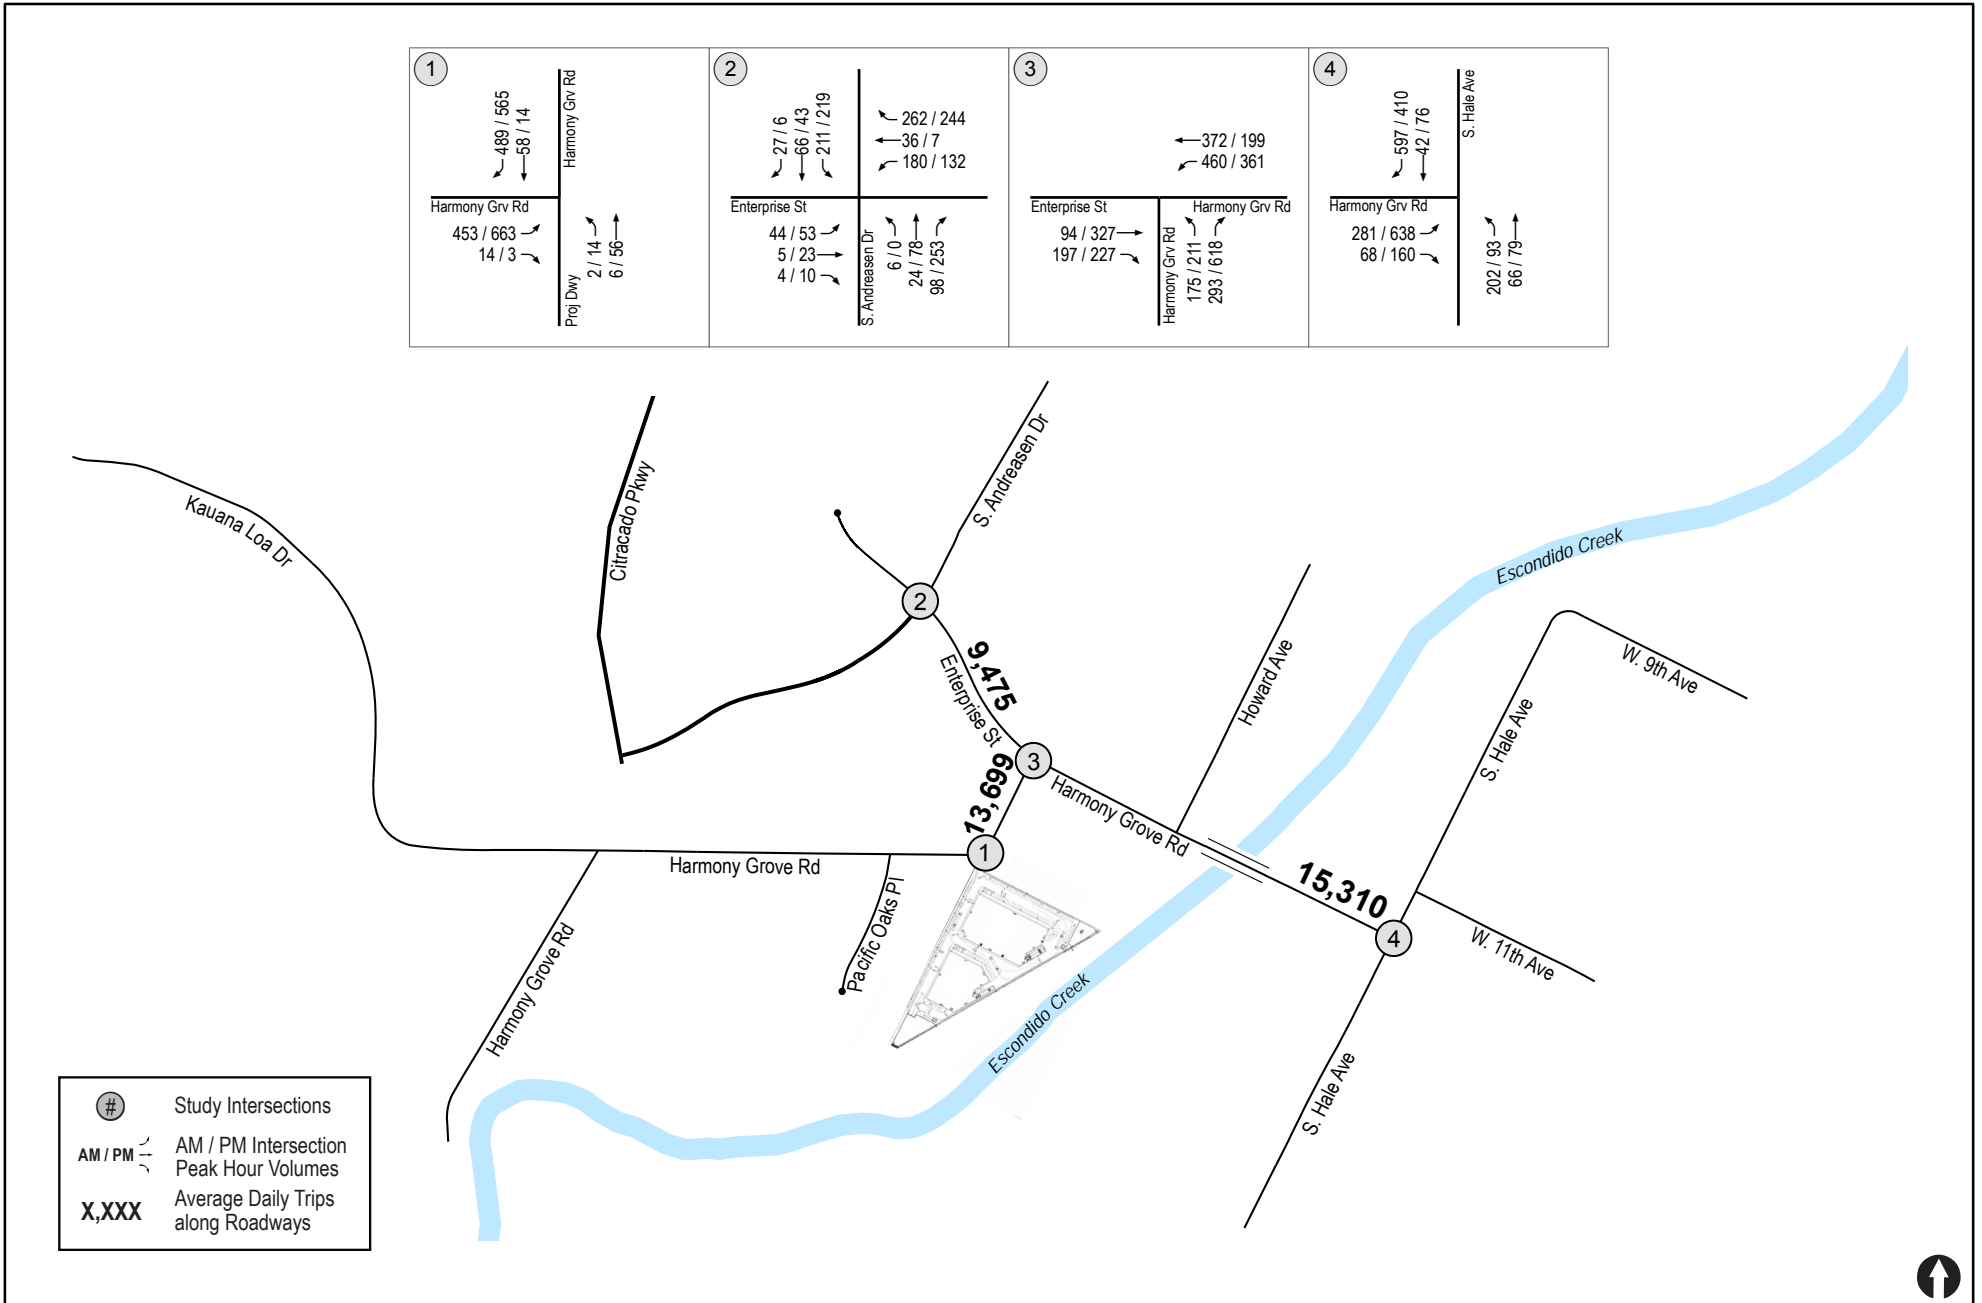 1
489 / 565
58 / 14
Harmony Grv Rd
Harmony Grv Rd
453 / 663
14 / 3
Proj Dwy
2 / 14
6 / 56
2
27 / 6
66 / 43
211 / 219
262 / 244
36 / 7
180 / 132
Enterprise St
44 / 53
5 / 23
4 / 10
S. Andreasen Dr
6 / 0
24 / 78
98 / 253
3
372 / 199
460 / 361
Enterprise St
Harmony Grv Rd
94 / 327
197 / 227
Harmony Grv Rd
175 / 211
293 / 618
4
597 / 410
42 / 76
S. Hale Ave
Harmony Grv Rd
281 / 638
68 / 160
202 / 93
66 / 79
Kauana Loa Dr
Citracado Pkwy
S. Andreasen Dr
Escondido Creek
2
9,475
Enterprise St
Howard Ave
W. 9th Ave
S. Hale Ave
3
13,699
Harmony Grove Rd
1
Harmony Grove Rd
15,310
Pacific Oaks Pl
4
W. 11th Ave
Harmony Grove Rd
Escondido Creek
S. Hale Ave
#
Study Intersections
AM / PM
AM / PM Intersection
Peak Hour Volumes
X,XXX
Average Daily Trips
along Roadways